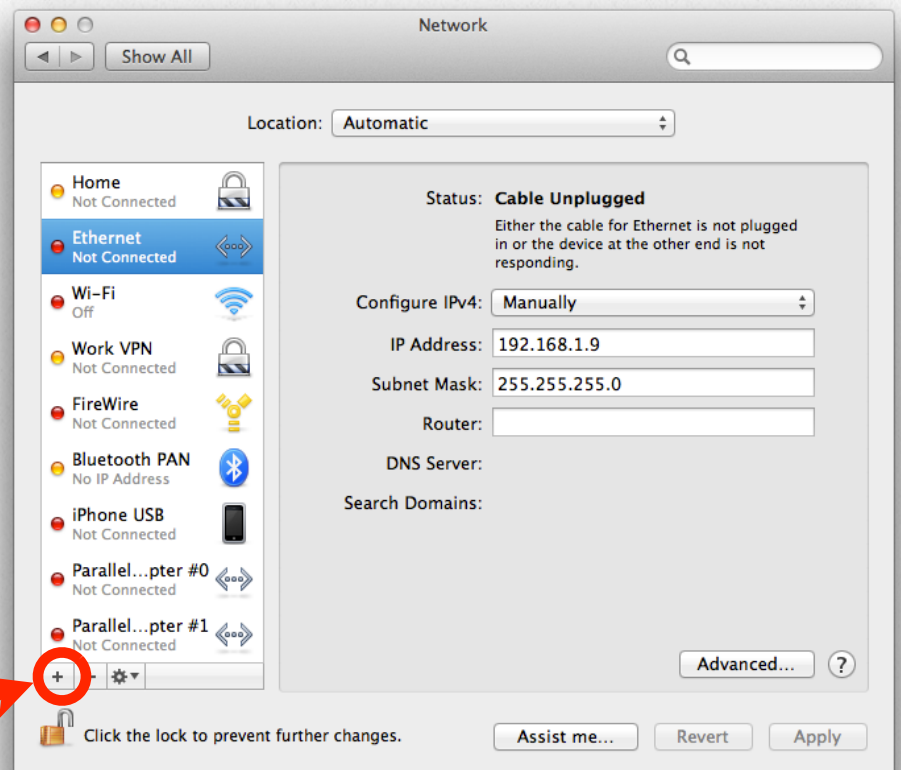 Network
Show All
Location: Automatic
Home
Not Connected
Ethernet
Not Connected
Wi-Fi
Off
Work VPN
Not Connected
FireWire
Not Connected
Bluetooth PAN
No IP Address
iPhone USB
Not Connected
Parallel...pter #0
Not Connected
Parallel...pter #1
Not Connected
Status: Cable Unplugged
Either the cable for Ethernet is not plugged
in or the device at the other end is not
responding.
Configure IPv4: Manually
IP Address: 192.168.1.9
Subnet Mask: 255.255.255.0
Router:
DNS Server:
Search Domains:
Advanced... ?
+ -
Click the lock to prevent further changes.
Assist me... Revert Apply